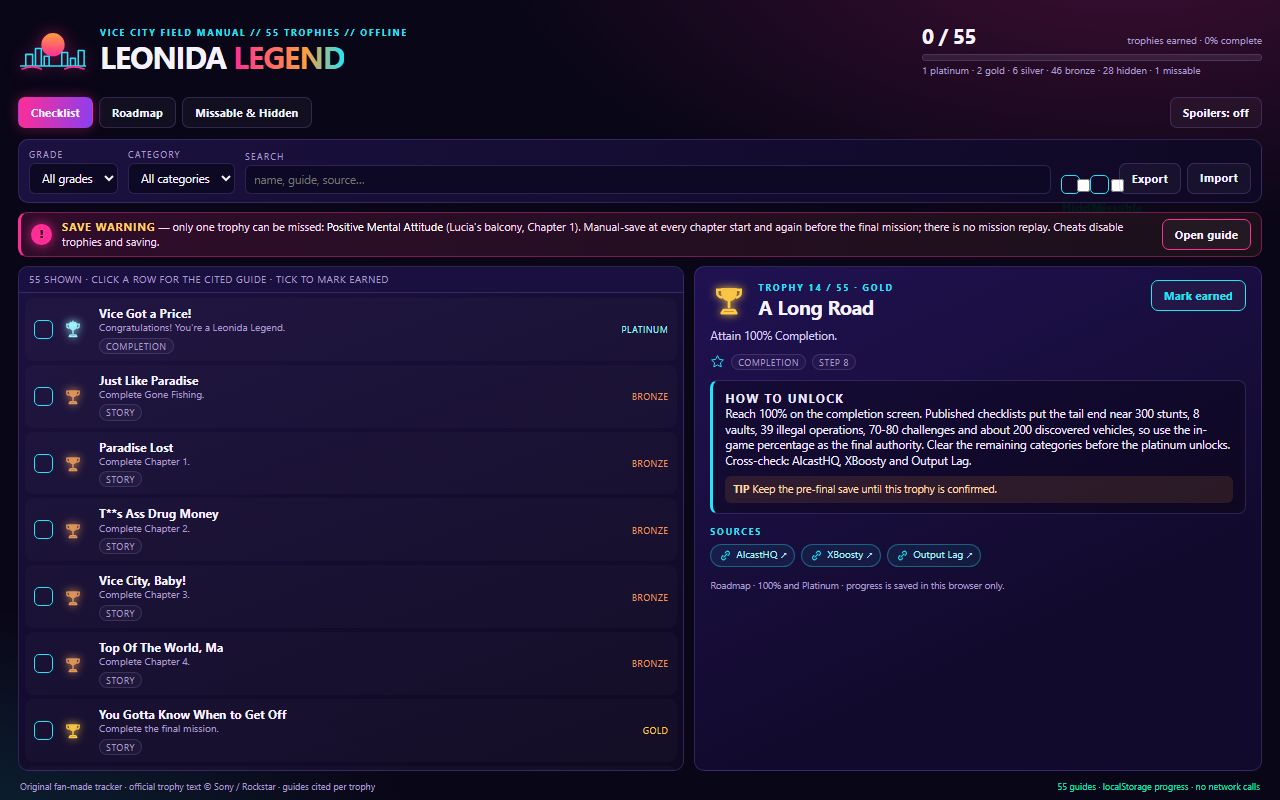 VICE CITY FIELD MANUAL // 55 TROPHIES // OFFLINE
LEONIDA LEGEND
0 / 55
trophies earned · 0% complete
1 platinum · 2 gold · 6 silver · 46 bronze · 28 hidden · 1 missable
Checklist
Roadmap
Missable & Hidden
Spoilers: off
GRADE
CATEGORY
SEARCH
All grades
All categories
name, guide, source...
Export
Import
! SAVE WARNING — only one trophy can be missed: Positive Mental Attitude (Lucia's balcony, Chapter 1). Manual-save at every chapter start and again before the final mission; there is no mission replay. Cheats disable
trophies and saving.
Open guide
55 SHOWN · CLICK A ROW FOR THE CITED GUIDE · TICK TO MARK EARNED
Vice Got a Price!
Congratulations! You're a Leonida Legend.
COMPLETION
PLATINUM
Just Like Paradise
Complete Gone Fishing.
STORY
BRONZE
Paradise Lost
Complete Chapter 1.
STORY
BRONZE
T**s Ass Drug Money
Complete Chapter 2.
STORY
BRONZE
Vice City, Baby!
Complete Chapter 3.
STORY
BRONZE
Top Of The World, Ma
Complete Chapter 4.
STORY
BRONZE
You Gotta Know When to Get Off
Complete the final mission.
STORY
GOLD
TROPHY 14 / 55 · GOLD
A Long Road
Mark earned
Attain 100% Completion.
COMPLETION
STEP 8
HOW TO UNLOCK
Reach 100% on the completion screen. Published checklists put the tail end near 300 stunts, 8
vaults, 39 illegal operations, 70-80 challenges and about 200 discovered vehicles, so use the in-
game percentage as the final authority. Clear the remaining categories before the platinum unlocks.
Cross-check: AlcastHQ, XBoosty and Output Lag.
TIP Keep the pre-final save until this trophy is confirmed.
SOURCES
AlcastHQ ↗
XBoosty ↗
Output Lag ↗
Roadmap · 100% and Platinum · progress is saved in this browser only.
Original fan-made tracker · official trophy text © Sony / Rockstar · guides cited per trophy
55 guides · localStorage progress · no network calls